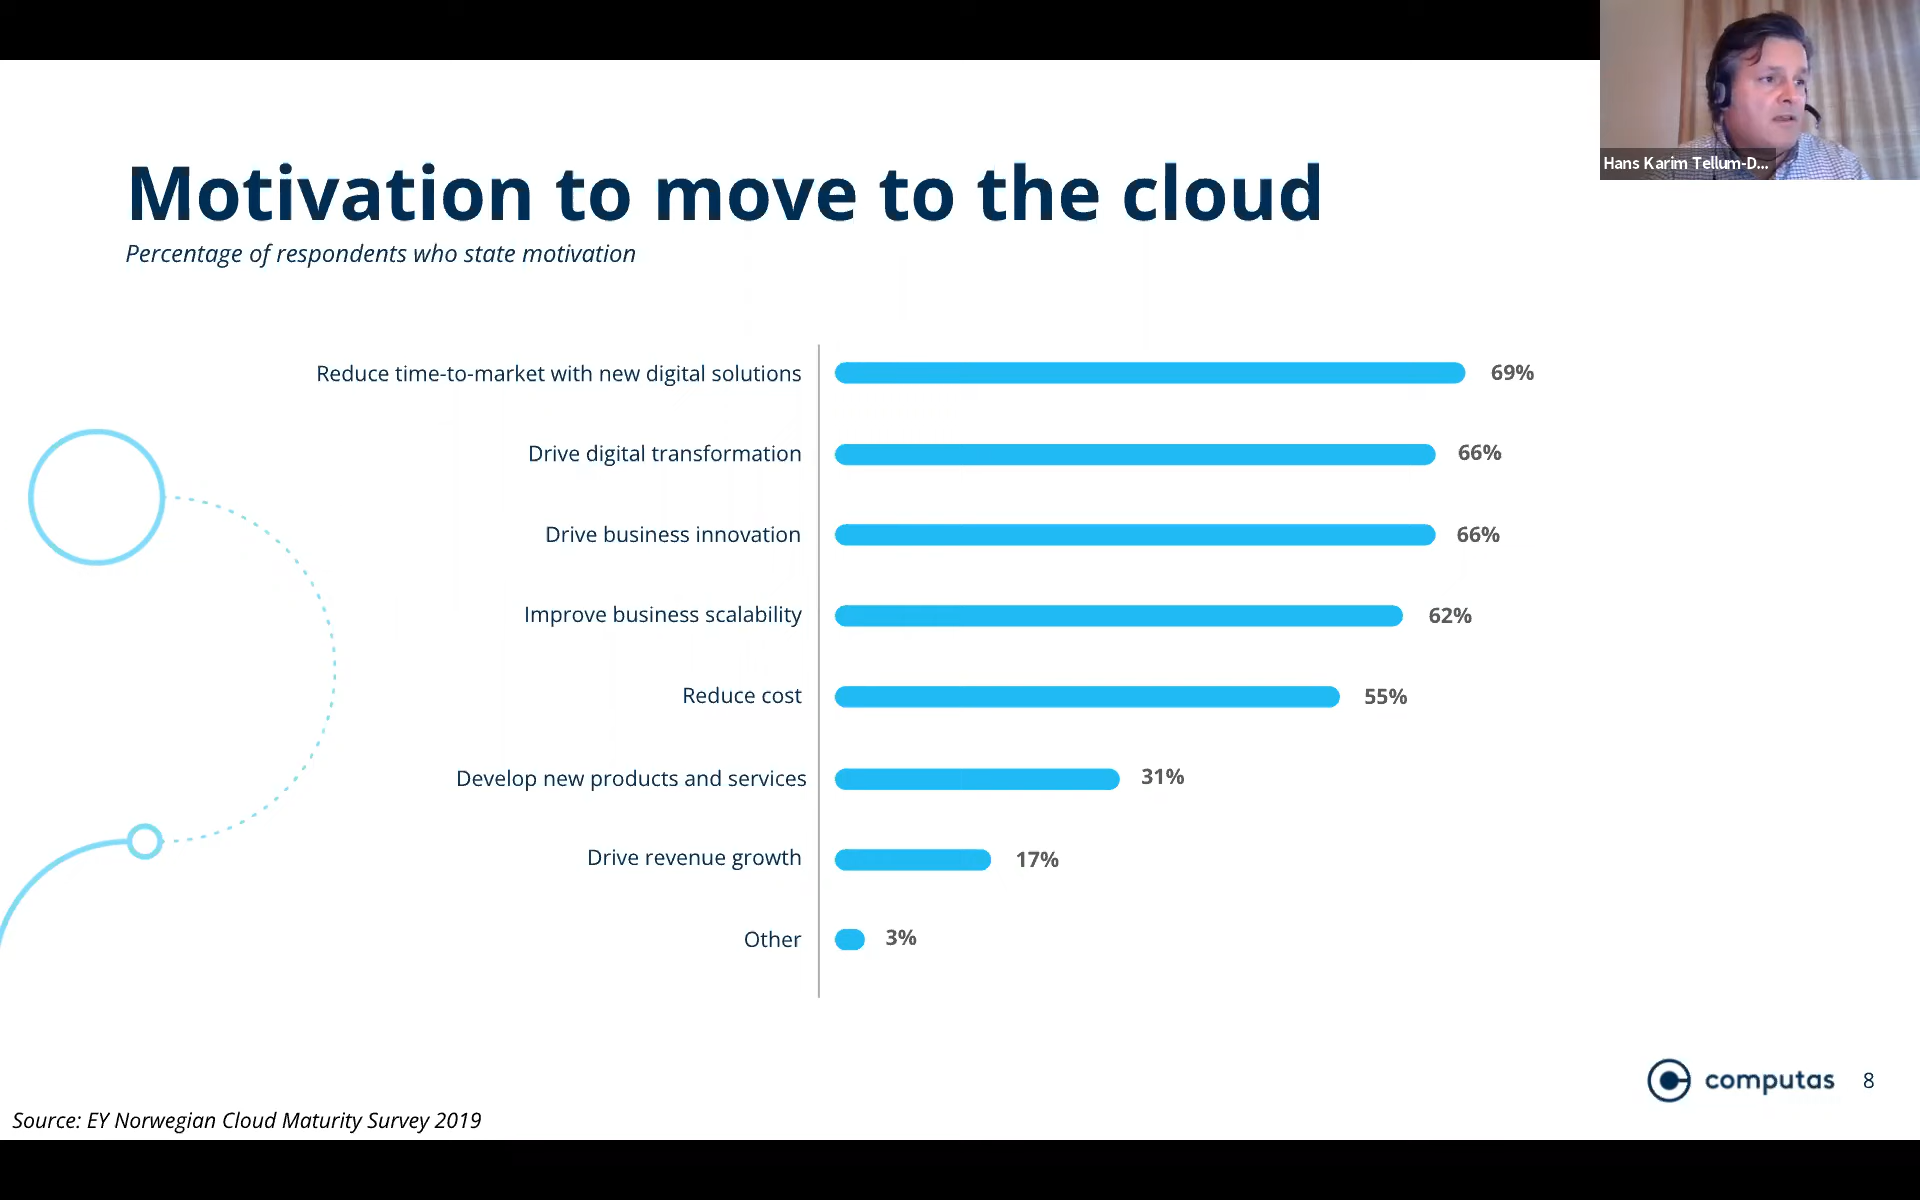 Hans Karim Tellum-D...
Motivation to move to the cloud
Percentage of respondents who state motivation
Reduce time-to-market with new digital solutions 69%
Drive digital transformation 66%
Drive business innovation 66%
Improve business scalability 62%
Reduce cost 55%
Develop new products and services 31%
Drive revenue growth 17%
Other 3%
computas 8
Source: EY Norwegian Cloud Maturity Survey 2019